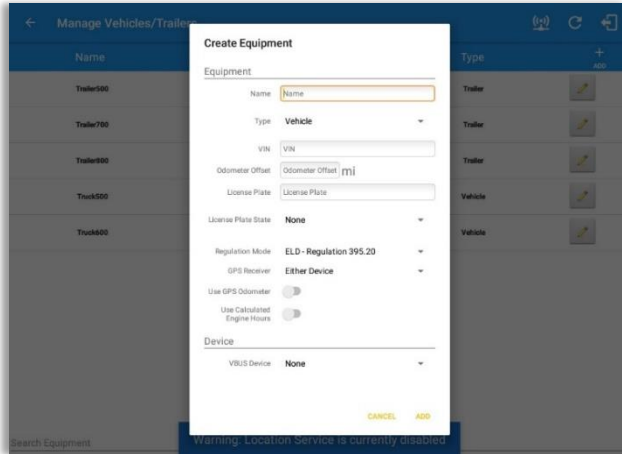 Manage Vehicles/Trailers
Name
Type
ADD
Trailer500
Trailer
Trailer700
Trailer
Trailer800
Trailer
Truck500
Vehicle
Truck600
Vehicle
Create Equipment
Equipment
Name
Name
Type
Vehicle
VIN
VIN
Odometer Offset
Odometer Offset
mi
License Plate
License Plate
License Plate State
None
Regulation Mode
ELD - Regulation 395.20
GPS Receiver
Either Device
Use GPS Odometer
Use Calculated
Engine Hours
Device
VBUS Device
None
CANCEL
ADD
Search Equipment
Warning: Location Service is currently disabled